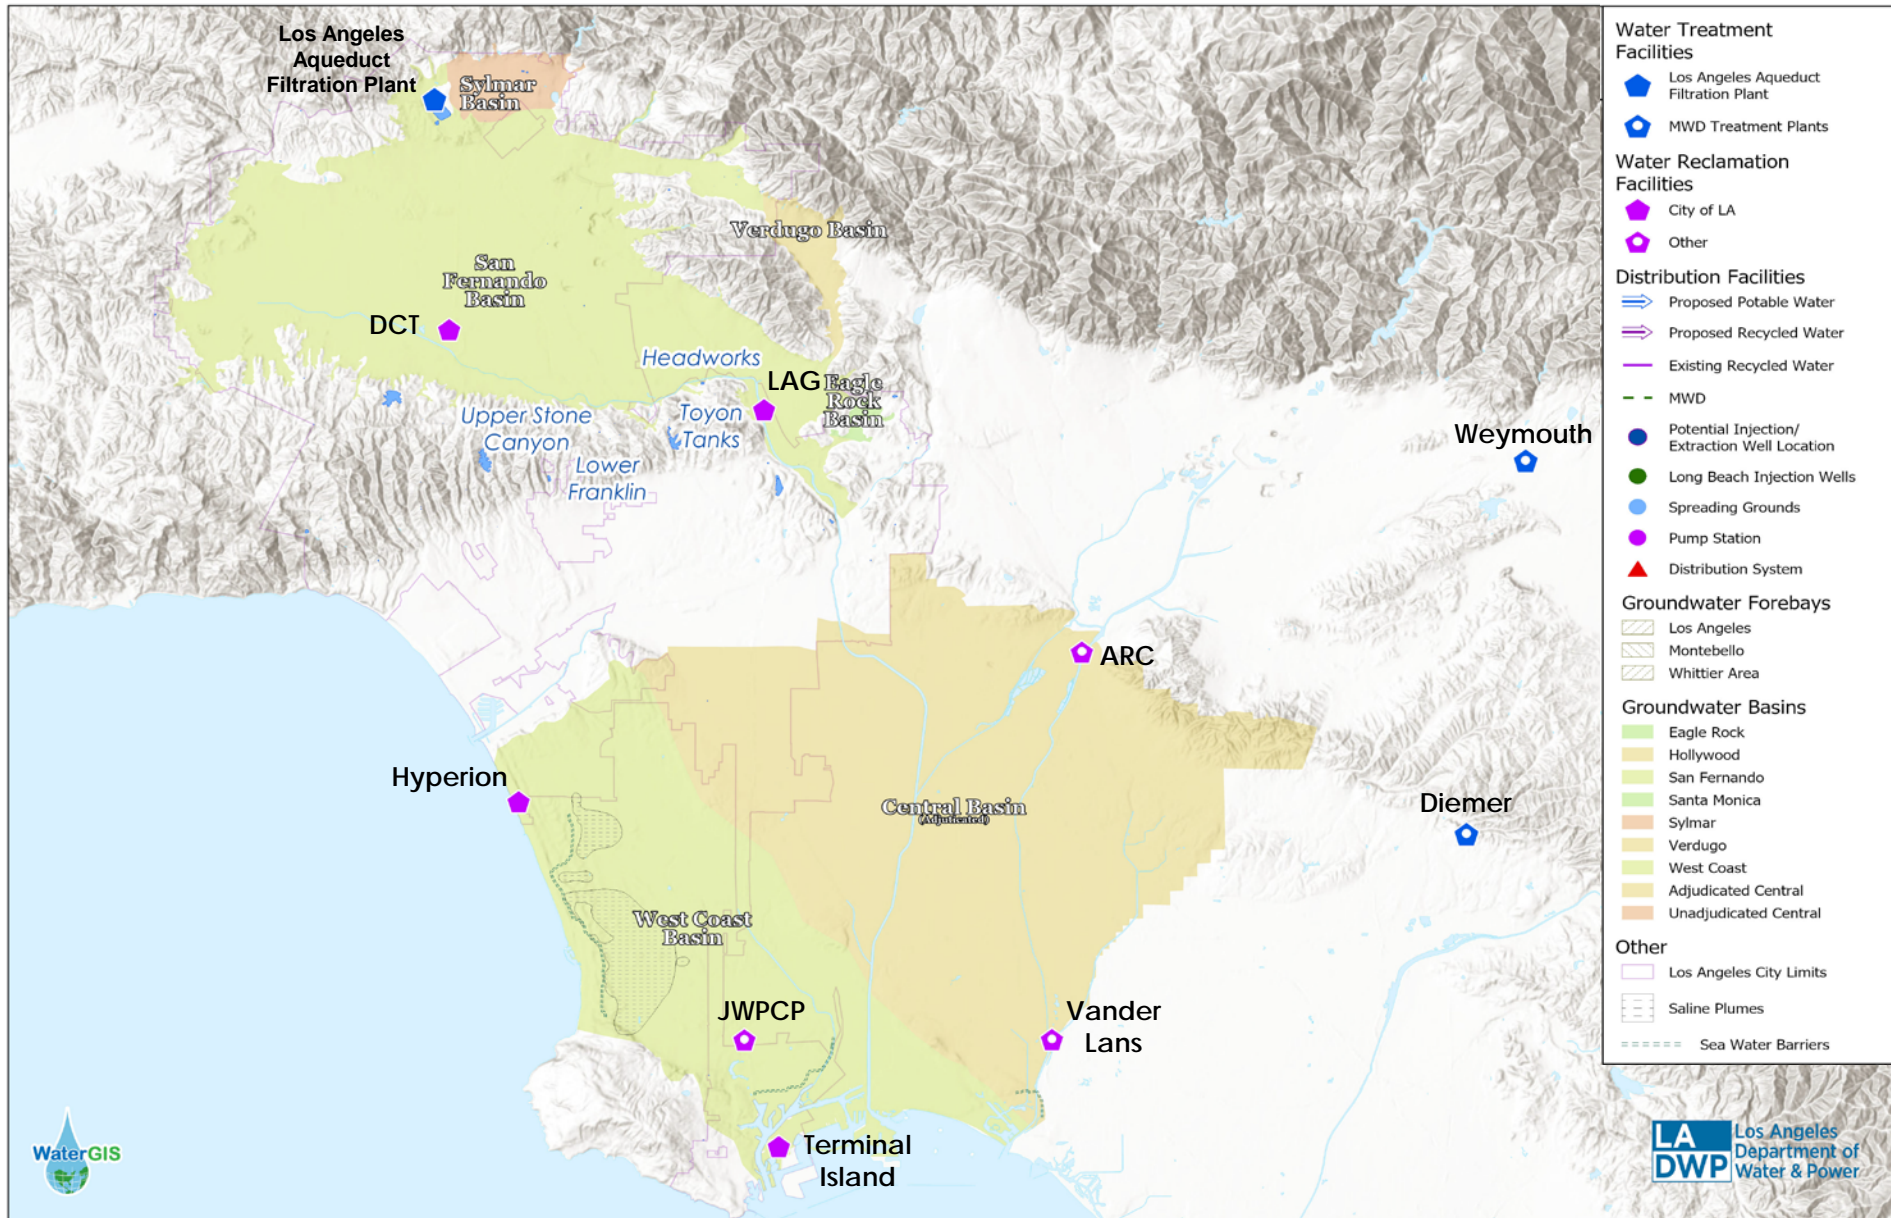 Los Angeles
Aqueduct
Filtration Plant
Sylmar
Basin
Verdugo Basin
San
Fernando
Basin
DCT
Headworks
LAG
Eagle
Rock
Basin
Upper Stone
Canyon
Toyon
Tanks
Lower
Franklin
Weymouth
ARC
Hyperion
Central Basin
(Adjudicated)
Diemer
West Coast
Basin
JWPCP
Vander
Lans
Terminal
Island
WaterGIS
Water Treatment
Facilities
Los Angeles Aqueduct
Filtration Plant
MWD Treatment Plants
Water Reclamation
Facilities
City of LA
Other
Distribution Facilities
Proposed Potable Water
Proposed Recycled Water
Existing Recycled Water
MWD
Potential Injection/
Extraction Well Location
Long Beach Injection Wells
Spreading Grounds
Pump Station
Distribution System
Groundwater Forebays
Los Angeles
Montebello
Whittier Area
Groundwater Basins
Eagle Rock
Hollywood
San Fernando
Santa Monica
Sylmar
Verdugo
West Coast
Adjudicated Central
Unadjudicated Central
Other
Los Angeles City Limits
Saline Plumes
Sea Water Barriers
LA
DWP
Los Angeles
Department of
Water & Power